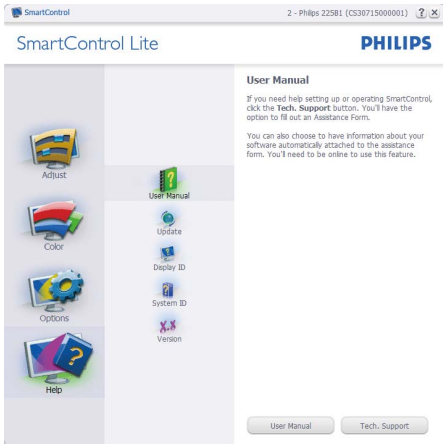 SmartControl
2 - Philips 225B1 (CS30715000001)
SmartControl Lite
PHILIPS
Adjust
Color
Options
Help
User Manual
Update
Display ID
System ID
X.X
Version
User Manual
If you need help setting up or operating SmartControl,
click the Tech. Support button. You'll have the
option to fill out an Assistance Form.
You can also choose to have information about your
software automatically attached to the assistance
form. You'll need to be online to use this feature.
User Manual
Tech. Support